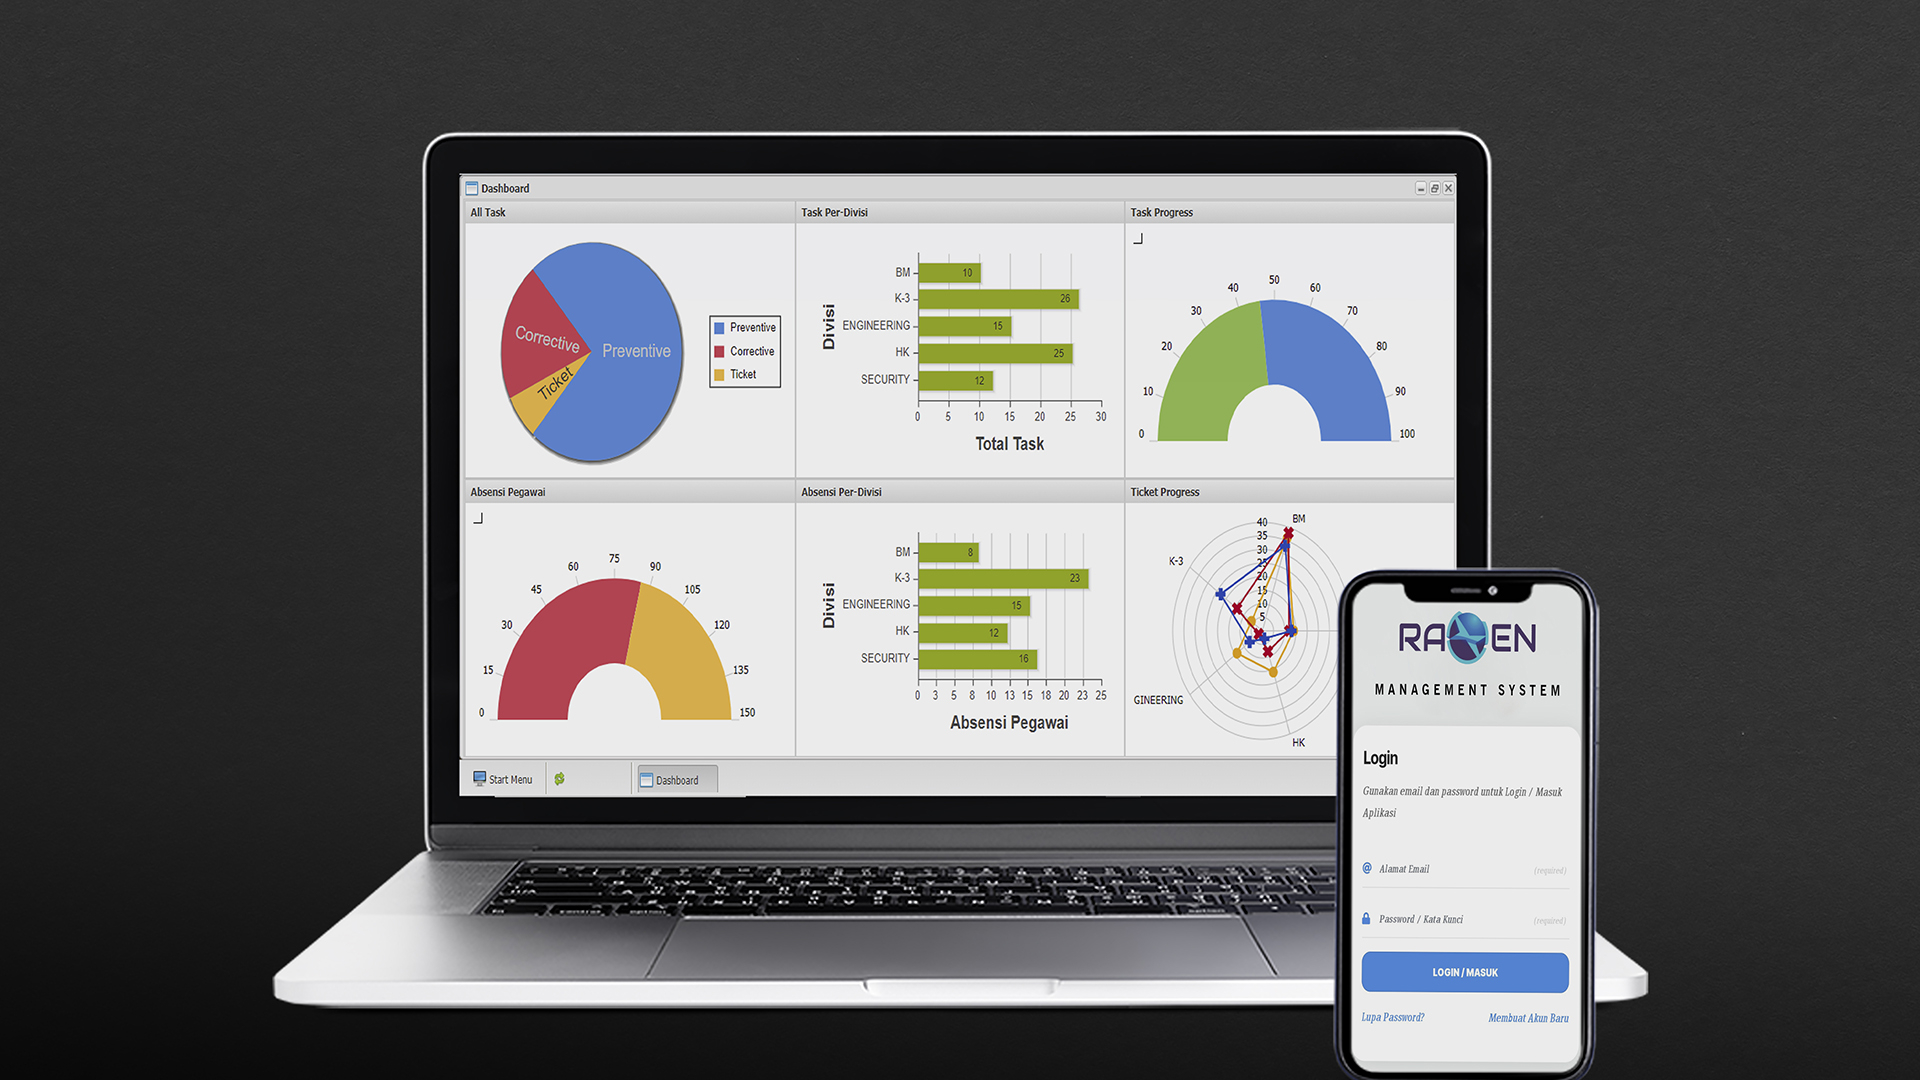 Dashboard
All Task
Preventive
Corrective
Ticket
Preventive
Corrective
Ticket
Task Per-Divisi
Divisi
BM
10
K-3
26
ENGINEERING
15
HK
25
SECURITY
12
0 5 10 15 20 25 30
Total Task
Task Progress
0 10 20 30 40 50 60 70 80 90 100
Absensi Pegawai
0 15 30 45 60 75 90 105 120 135 150
Absensi Per-Divisi
Divisi
BM
8
K-3
23
ENGINEERING
15
HK
12
SECURITY
16
0 3 5 8 10 13 15 18 20 23 25
Absensi Pegawai
Ticket Progress
BM
K-3
GINEERING
HK
40
35
30
25
20
15
10
5
Start Menu
Dashboard
RAVEN
MANAGEMENT SYSTEM
Login
Gunakan email dan password untuk Login / Masuk
Aplikasi
Alamat Email (required)
Password / Kata Kunci (required)
LOGIN / MASUK
Lupa Password? Membuat Akun Baru